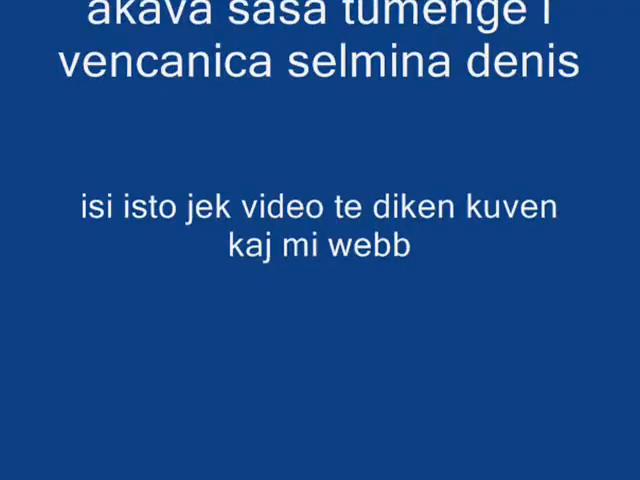 akava sasa tumenge i
vencanica selmina denis
isi isto jek video te diken kuven
kaj mi webb